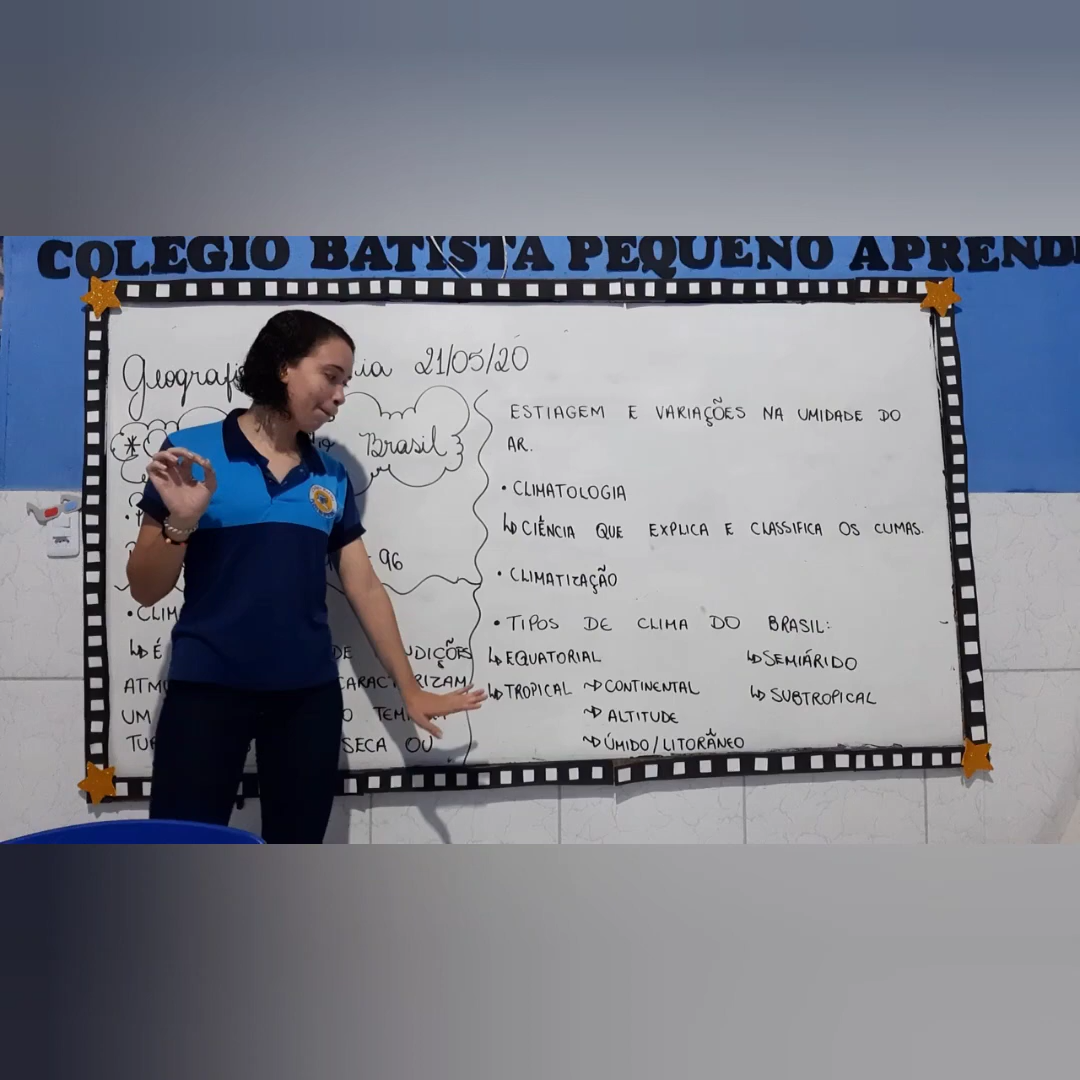 COLÉGIO BATISTA PEQUENO APREND
Geografi ia 21/05/20
* Brasil
96
• CLIM
↳ É DE NDIÇÕES
ATM CARACTERIZAM
UM O TEM
TU SECA OU
ESTIAGEM E VARIAÇÕES NA UMIDADE DO
AR.
• CLIMATOLOGIA
↳ CIÊNCIA QUE EXPLICA E CLASSIFICA OS CLIMAS.
• CLIMATIZAÇÃO
• TIPOS DE CLIMA DO BRASIL:
↳ EQUATORIAL ↳ SEMIÁRIDO
↳ TROPICAL ~> CONTINENTAL ↳ SUBTROPICAL
~> ALTITUDE
~> ÚMIDO/LITORÂNEO